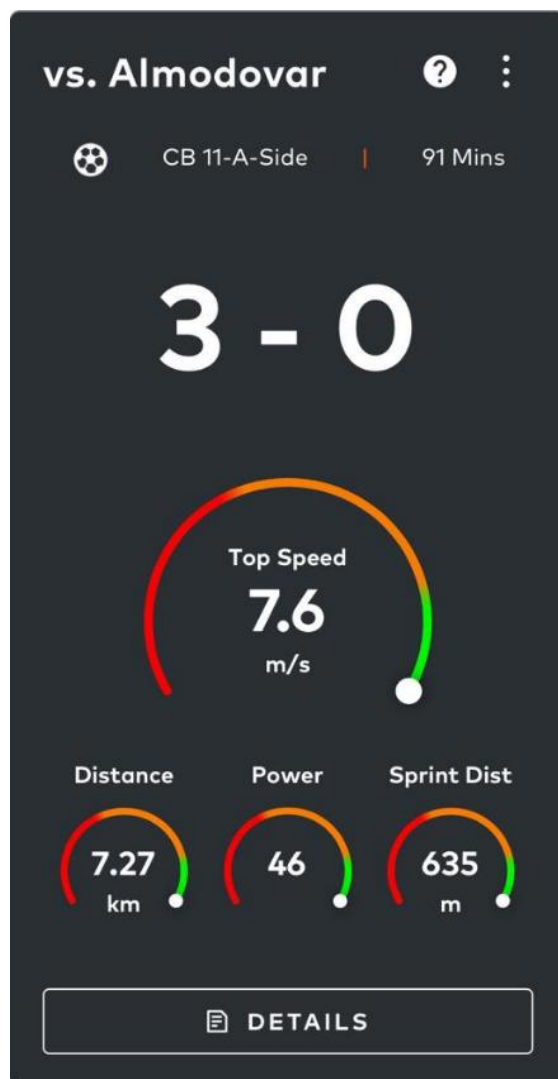 vs. Almodovar
CB 11-A-Side | 91 Mins
3 - 0
Top Speed
7.6
m/s
Distance Power Sprint Dist
7.27 46 635
km m
DETAILS